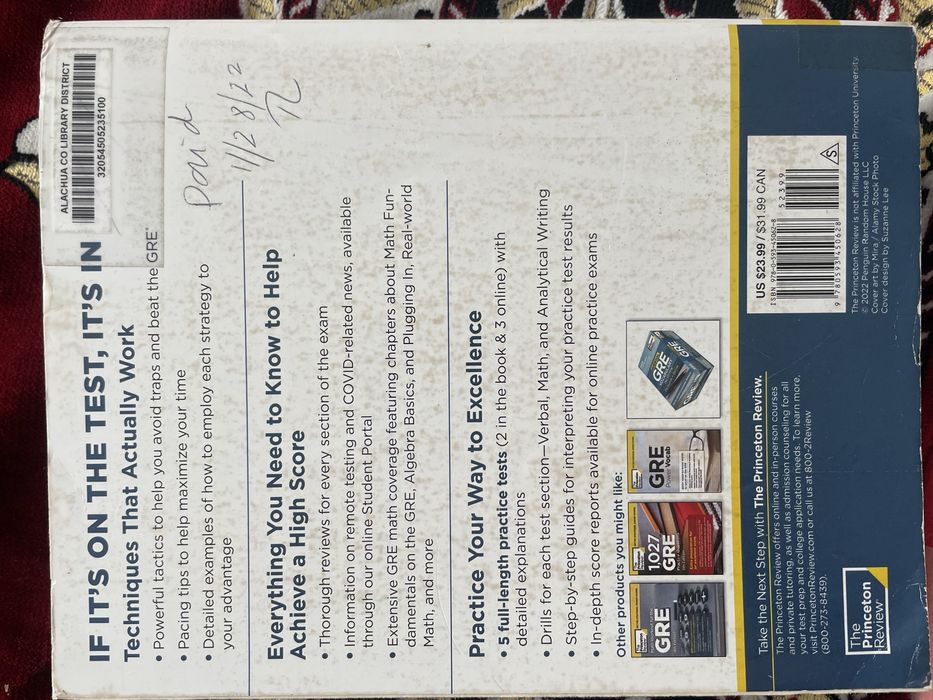 ALACHUA CO LIBRARY DISTRICT
32054505235100
Paid
11/28/22
IF IT'S ON THE TEST, IT'S IN
Techniques That Actually Work
• Powerful tactics to help you avoid traps and beat the GRE®
• Pacing tips to help maximize your time
• Detailed examples of how to employ each strategy to
your advantage
Everything You Need to Know to Help
Achieve a High Score
• Thorough reviews for every section of the exam
• Information on remote testing and COVID-related news, available
through our online Student Portal
• Extensive GRE math coverage featuring chapters about Math Fun-
damentals on the GRE, Algebra Basics, and Plugging In, Real-world
Math, and more
Practice Your Way to Excellence
• 5 full-length practice tests (2 in the book & 3 online) with
detailed explanations
• Drills for each test section—Verbal, Math, and Analytical Writing
• Step-by-step guides for interpreting your practice test results
• In-depth score reports available for online practice exams
Other products you might like:
GRE
1,027
GRE
GRE
Power Vocab
GRE
GRE
Take the Next Step with The Princeton Review.
The Princeton Review offers online and in-person courses
and private tutoring, as well as admission counseling for all
your test prep and college application needs. To learn more,
visit PrincetonReview.com or call us at 800-2Review
(800-273-8439).
The
Princeton
Review
US $23.99 / $31.99 CAN
ISBN 978-0-593-45062-8
52399
9 780593 450628
S
The Princeton Review is not affiliated with Princeton University
© 2022 Penguin Random House LLC
Cover art by Mira / Alamy Stock Photo
Cover design by Suzanne Lee